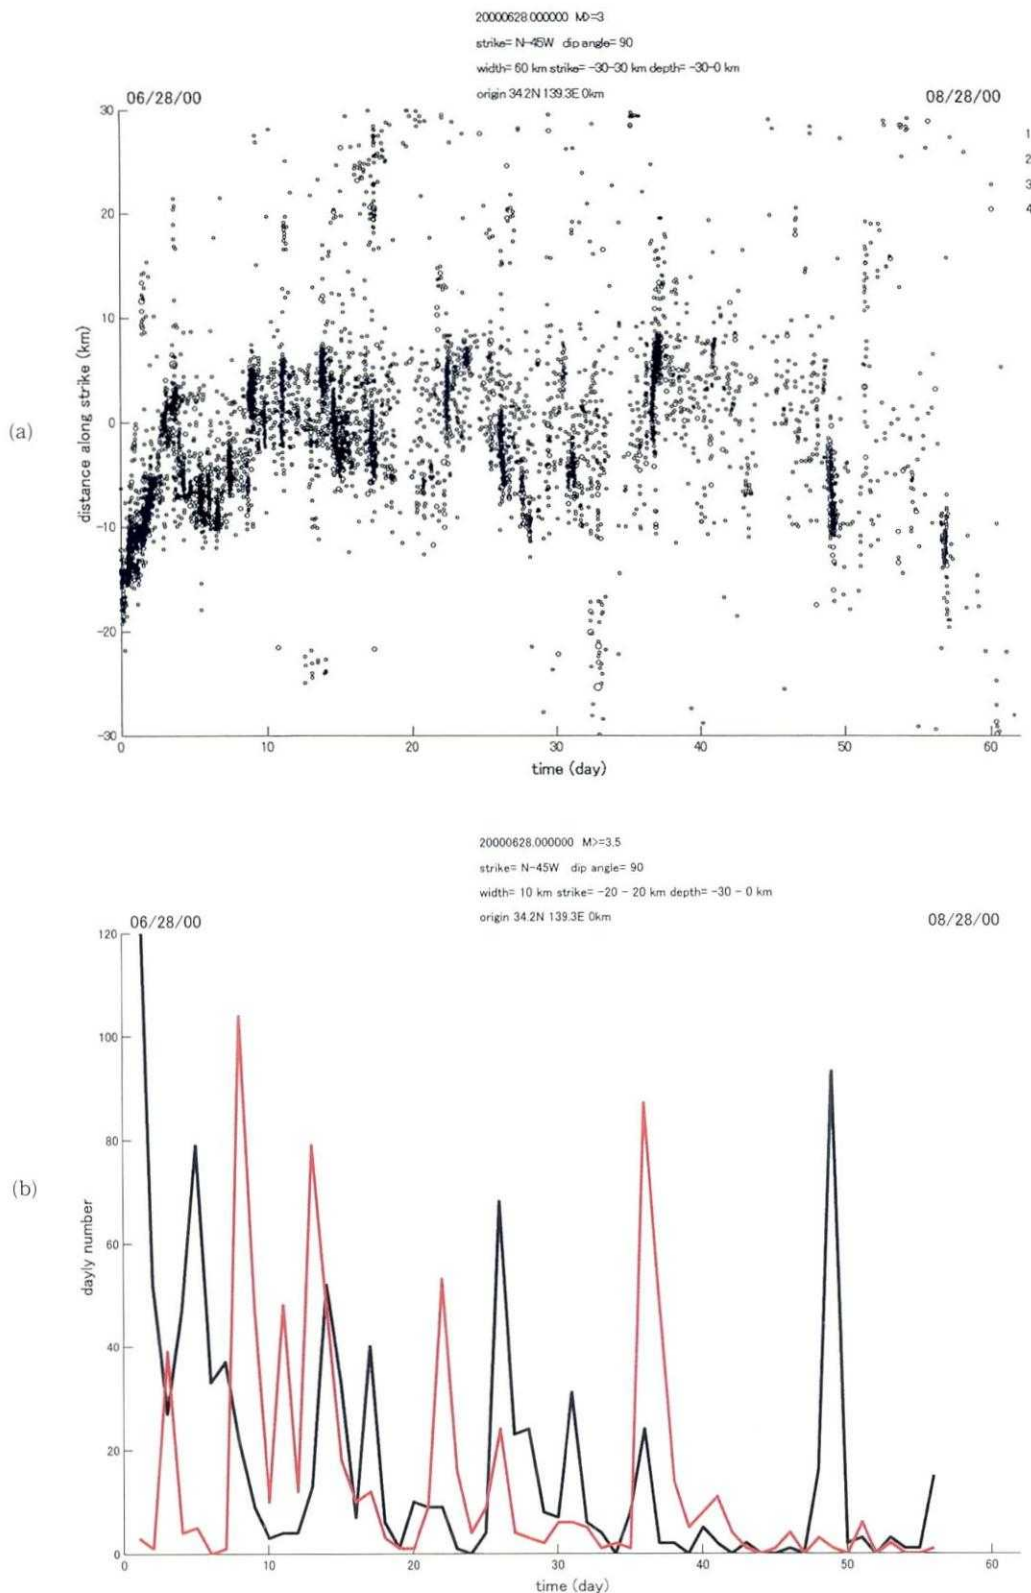 20000628.000000 M>=3
strike= N-45W dip angle= 90
width= 60 km strike= -30-30 km depth= -30-0 km
origin 34.2N 139.3E 0km
06/28/00
08/28/00
30
20
10
0
-10
-20
-30
distance along strike (km)
(a)
1
2
3
4
0 10 20 30 40 50 60
time (day)
20000628.000000 M>=3.5
strike= N-45W dip angle= 90
width= 10 km strike= -20 - 20 km depth= -30 - 0 km
origin 34.2N 139.3E 0km
06/28/00
08/28/00
120
100
80
60
40
20
0
dayly number
(b)
0 10 20 30 40 50 60
time (day)